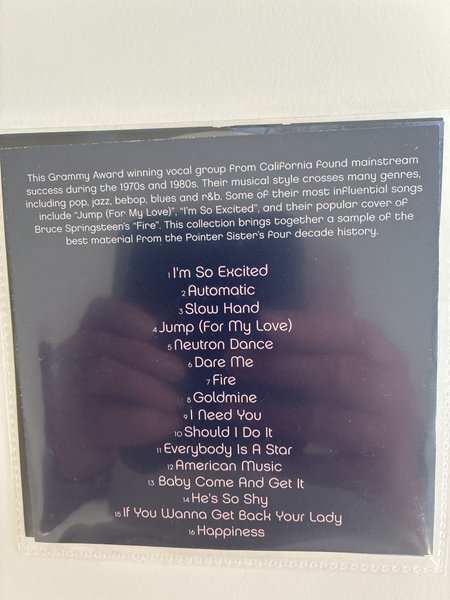 This Grammy Award winning vocal group from California found mainstream
success during the 1970s and 1980s. Their musical style crosses many genres,
including pop, jazz, bebop, blues and r&b. Some of their most influential songs
include "Jump (For My Love)", "I'm So Excited", and their popular cover of
Bruce Springsteen's "Fire". This collection brings together a sample of the
best material from the Pointer Sister's four decade history.
1 I'm So Excited
2 Automatic
3 Slow Hand
4 Jump (For My Love)
5 Neutron Dance
6 Dare Me
7 Fire
8 Goldmine
9 I Need You
10 Should I Do It
11 Everybody Is A Star
12 American Music
13 Baby Come And Get It
14 He's So Shy
15 If You Wanna Get Back Your Lady
16 Happiness